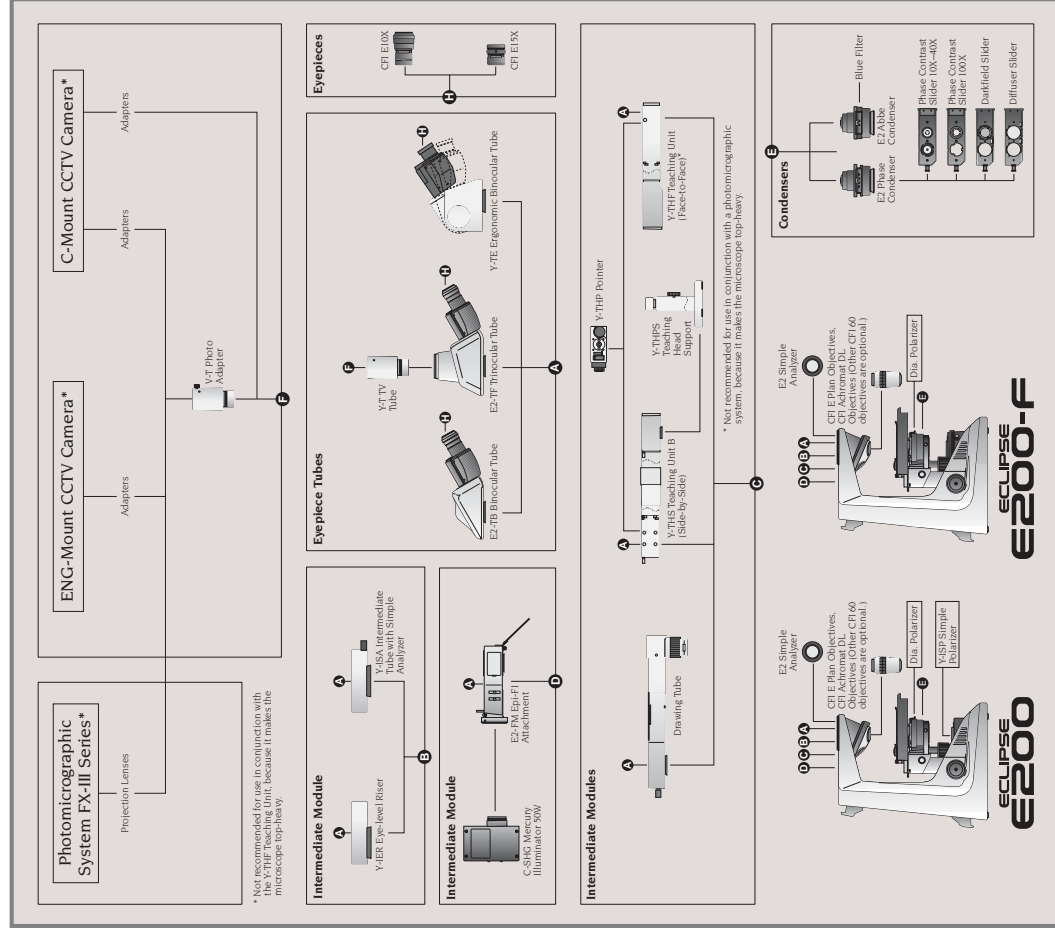 Photomicrographic
System FX-III Series*
Projection Lenses
* Not recommended for use in conjunction with
the Y-THF Teaching Unit, because it makes the
microscope top-heavy.
ENG-Mount CCTV Camera*
Adapters
C-Mount CCTV Camera*
Adapters
Adapters
V-T Photo
Adapter
F
Intermediate Module
A
Y-IER Eye-level Riser
A
Y-ISA Intermediate
Tube with Simple
Analyzer
B
Intermediate Module
C-SHG Mercury
Illuminator 50W
A
E2-FM Epi-Fl
Attachment
D
Eyepiece Tubes
H
E2-TB Binocular Tube
F
Y-T TV
Tube
H
E2-TF Trinocular Tube
H
Y-TE Ergonomic Binocular Tube
A
Eyepieces
H
CFI E10X
CFI E15X
Intermediate Modules
A
Drawing Tube
A
Y-THS Teaching Unit B
(Side-by-Side)
Y-THP Pointer
Y-THPS
Teaching
Head
Support
A
Y-THF Teaching Unit
(Face-to-Face)*
* Not recommended for use in conjunction with a photomicrographic
system, because it makes the microscope top-heavy.
C
D C B A
E2 Simple
Analyzer
CFI E Plan Objectives,
CFI Achromat DL
Objectives (Other CFI 60
objectives are optional.)
Dia. Polarizer
E
Y-ISP Simple
Polarizer
ECLIPSE
E200
D C B A
E2 Simple
Analyzer
CFI E Plan Objectives,
CFI Achromat DL
Objectives (Other CFI 60
objectives are optional.)
Dia. Polarizer
E
ECLIPSE
E200-F
E
Condensers
E2 Phase
Condenser
E2 Abbe
Condenser
Blue Filter
Phase Contrast
Slider 10X–40X
Phase Contrast
Slider 100X
Darkfield Slider
Diffuser Slider